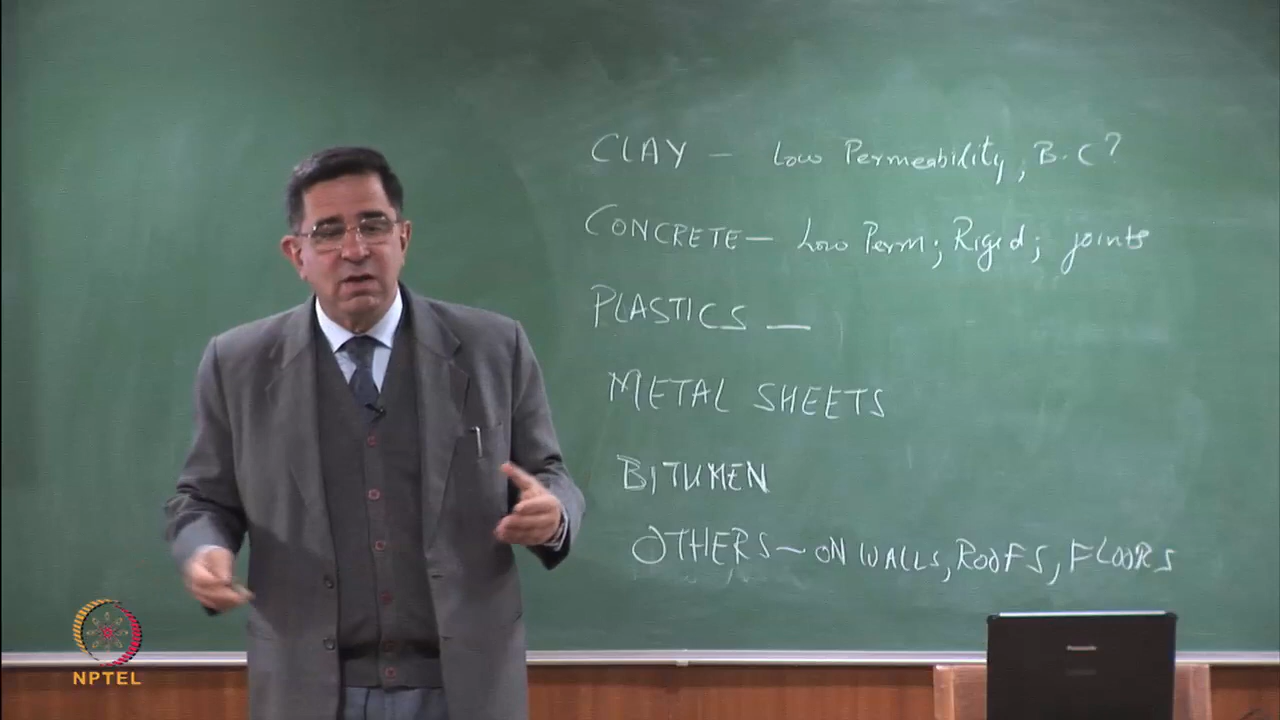 CLAY - Low Permeability, B.C?
CONCRETE - Low Perm; Rigid; joints
PLASTICS -
METAL SHEETS
BITUMEN
OTHERS - ON WALLS, ROOFS, FLOORS
NPTEL